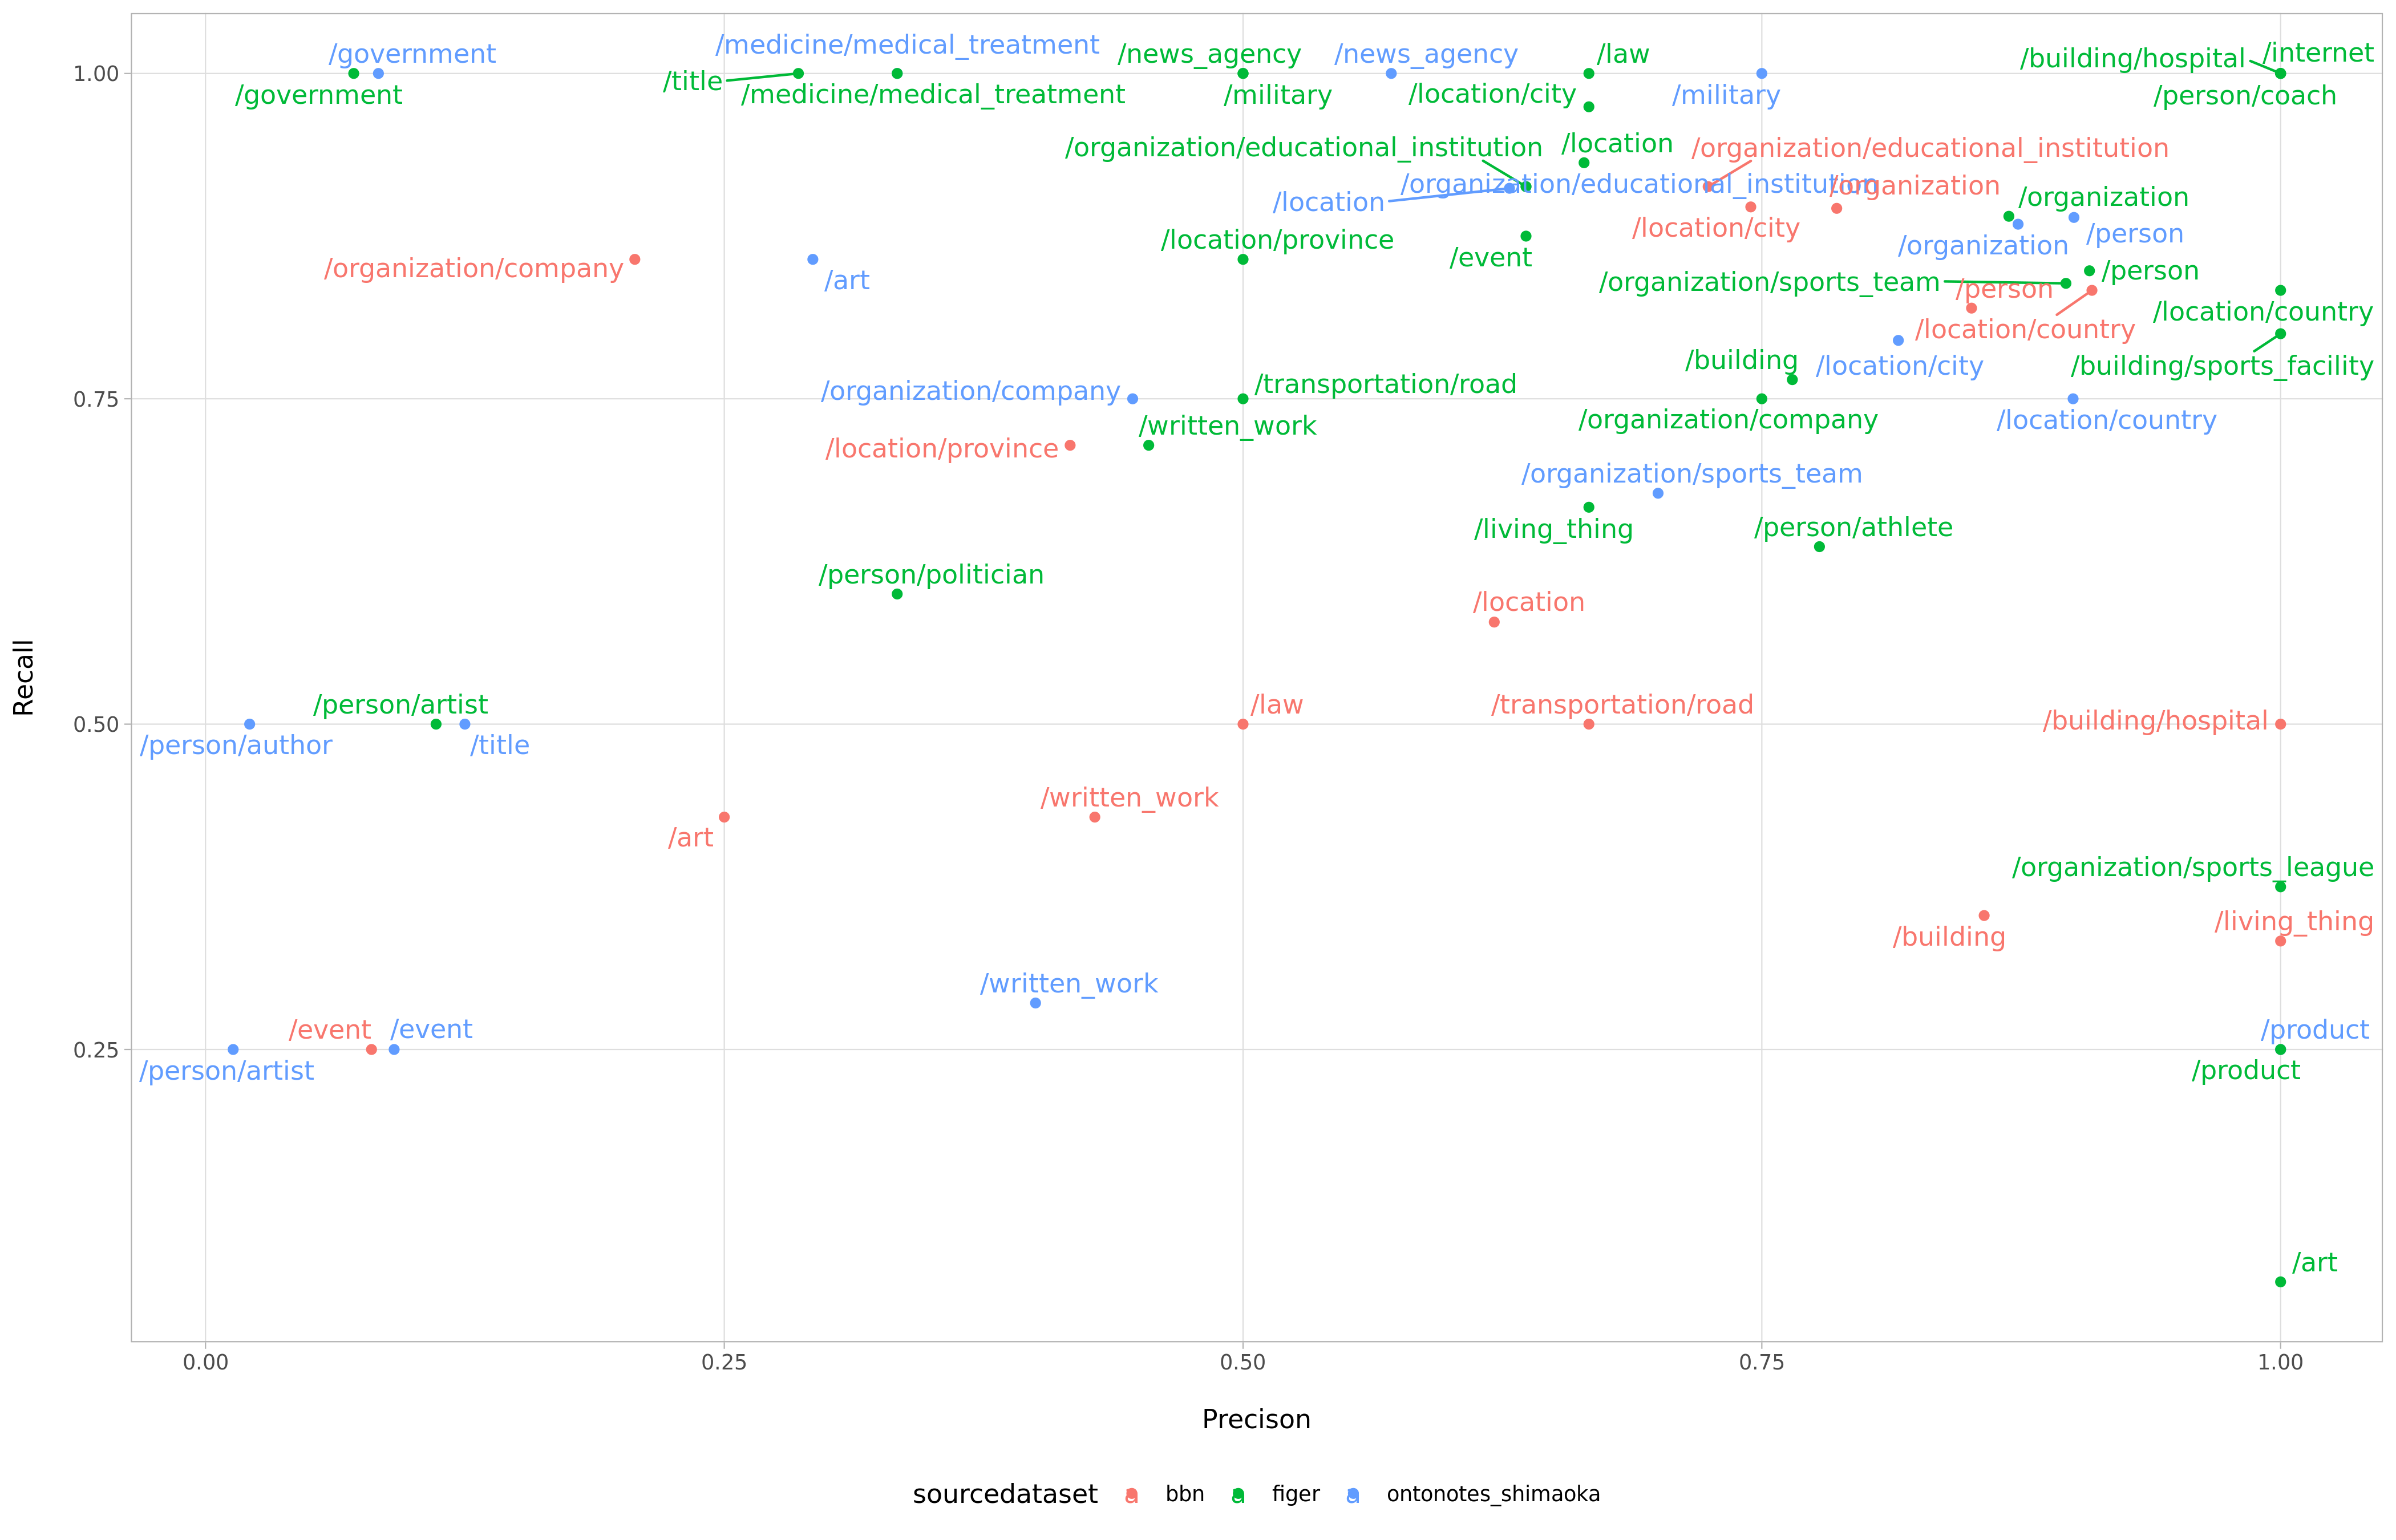 /government
/medicine/medical_treatment
/news_agency
/news_agency
/law
/building/hospital
/internet
1.00
/government
/title
/medicine/medical_treatment
/military
/location/city
/military
/person/coach
/organization/educational_institution
/location
/organization/educational_institution
/location
/organization/educational_institution
/organization
/organization
/location/province
/event
/location/city
/organization
/person
/organization/company
/art
/organization/sports_team
/person
/person
/location/country
/location/country
/building
/location/city
/building/sports_facility
0.75
/organization/company
/transportation/road
/written_work
/organization/company
/location/country
/location/province
/organization/sports_team
/living_thing
/person/athlete
/person/politician
/location
Recall
0.50
/person/artist
/law
/transportation/road
/building/hospital
/person/author
/title
/written_work
/art
/organization/sports_league
/building
/living_thing
/written_work
0.25
/event
/event
/product
/person/artist
/product
/art
0.00
0.25
0.50
0.75
1.00
Precison
sourcedataset a bbn a figer a ontonotes_shimaoka